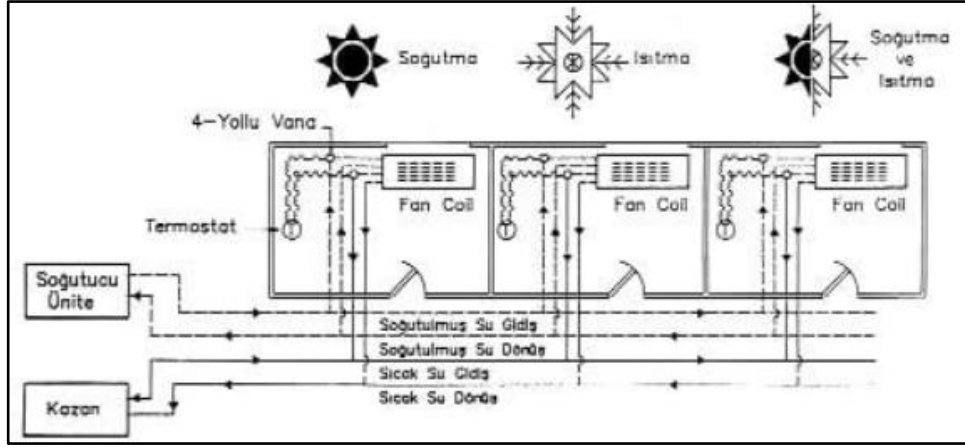 Soğutma
Isıtma
Soğutma
ve
Isıtma
4-Yollu Vana
Fan Coil
Fan Coil
Fan Coil
Termostat
T
T
T
Soğutucu
Ünite
Soğutulmuş Su Gidiş
Soğutulmuş Su Dönüş
Sıcak Su Gidiş
Sıcak Su Dönüş
Kazan